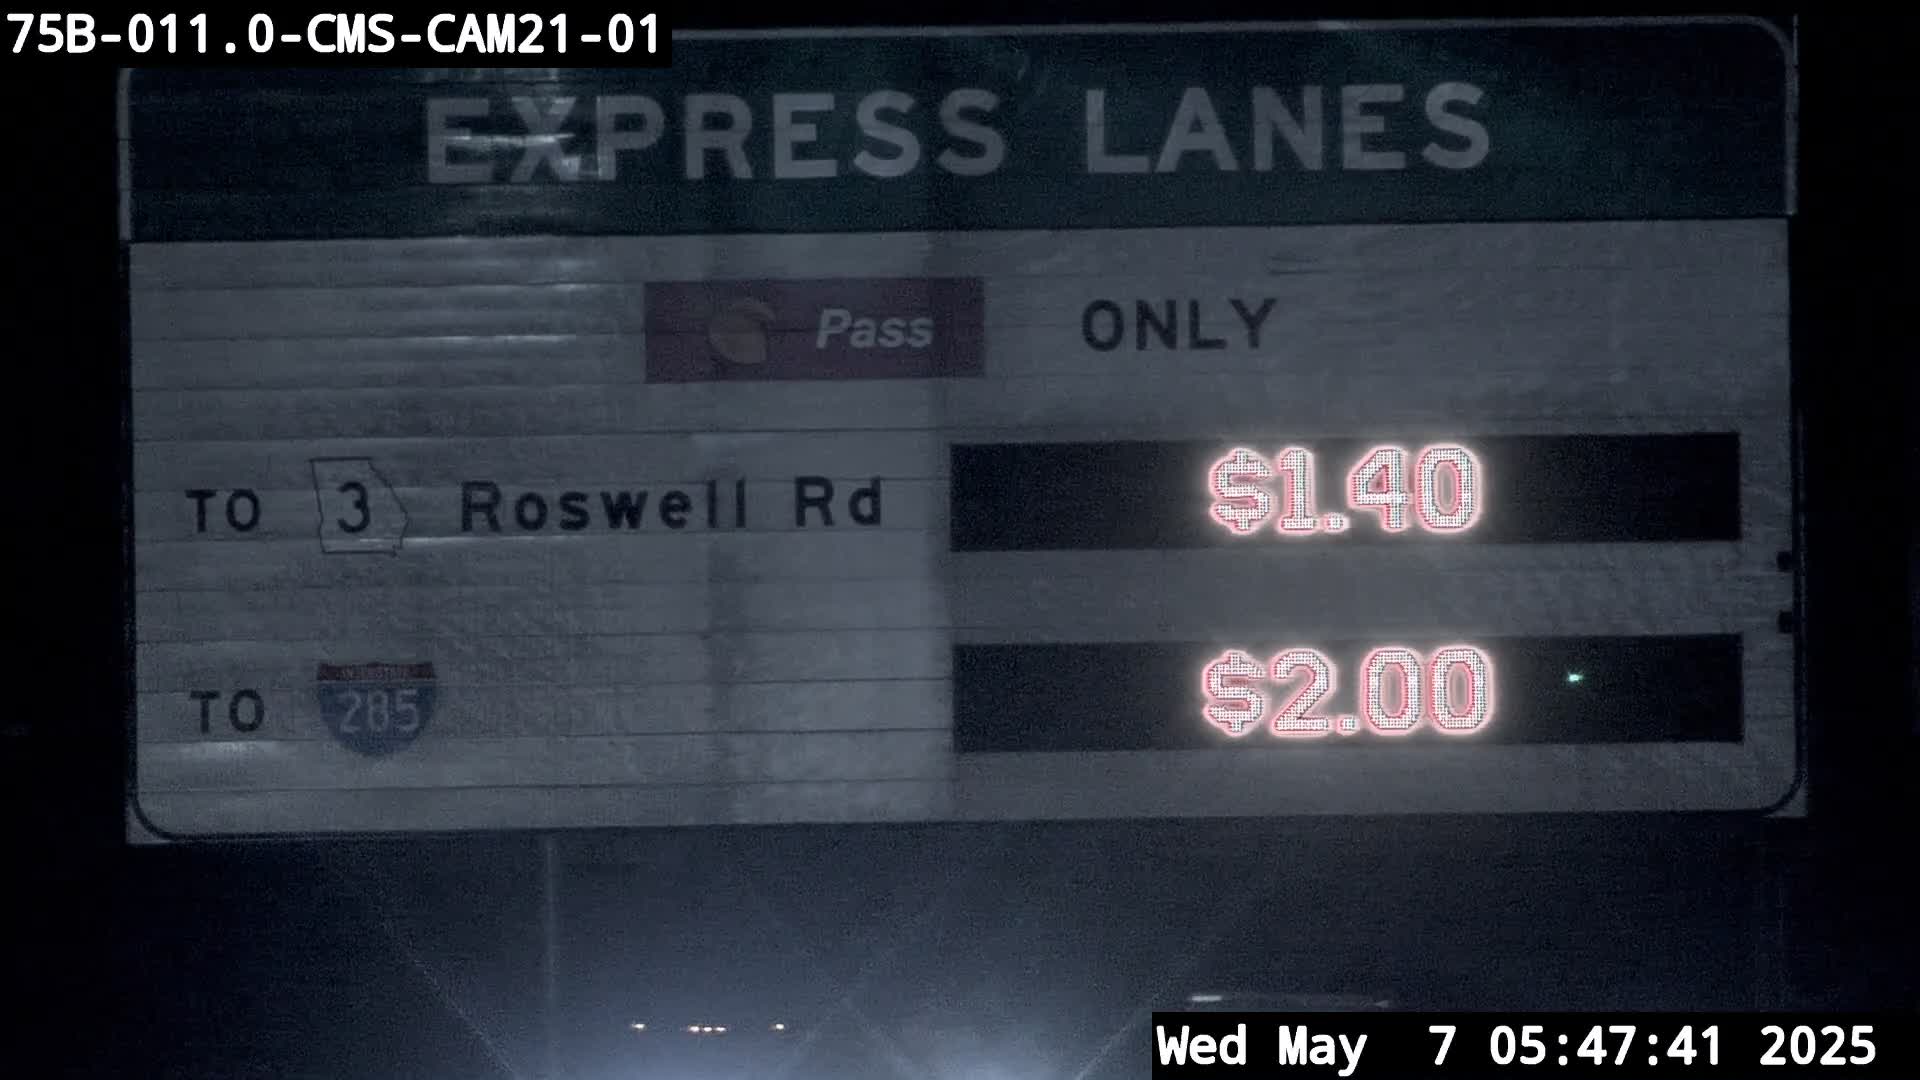 75B-011.0-CMS-CAM21-01
EXPRESS LANES
Pass ONLY
TO 3 Roswell Rd $1.40
INTERSTATE
TO 285 $2.00
Wed May 7 05:47:41 2025